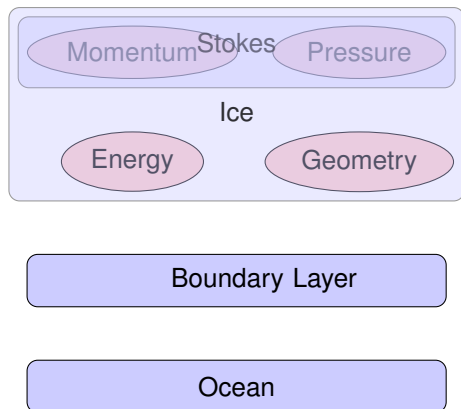 Momentum Stokes Pressure
Ice
Energy Geometry
Boundary Layer
Ocean